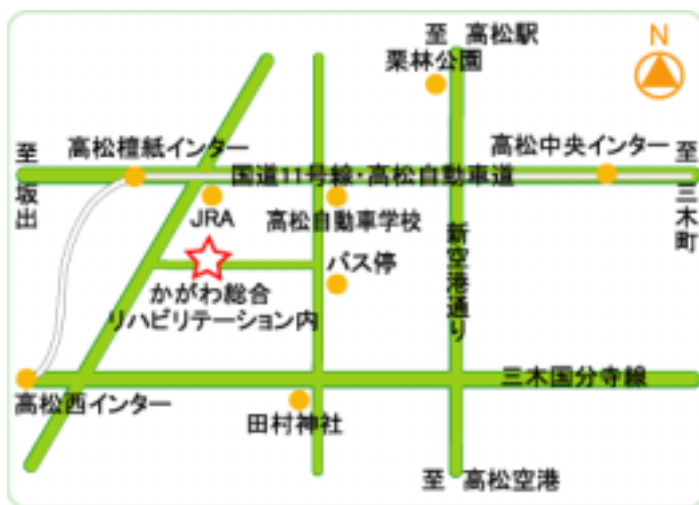 至 高松駅
栗林公園
N
高松檀紙インター
高松中央インター
至 坂出
国道11号線・高松自動車道
至 三木町
JRA
高松自動車学校
新空港通り
バス停
かがわ総合
リハビリテーション内
三木国分寺線
高松西インター
田村神社
至 高松空港